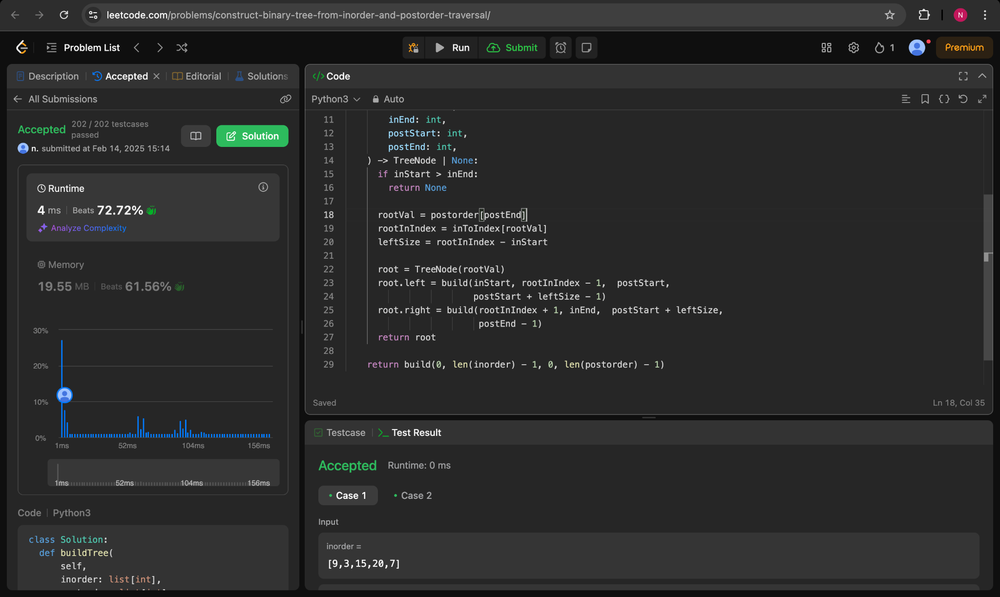 leetcode.com/problems/construct-binary-tree-from-inorder-and-postorder-traversal/
N
Problem List
Run
Submit
1
Premium
Description
Accepted
Editorial
Solutions
All Submissions
Accepted
202 / 202 testcases passed
n. submitted at Feb 14, 2025 15:14
Solution
Runtime
4 ms
Beats 72.72%
Analyze Complexity
Memory
19.55 MB
Beats 61.56%
30%
20%
10%
0%
1ms 52ms 104ms 156ms
1ms 52ms 104ms 156ms
Code | Python3
class Solution:
def buildTree(
self,
inorder: list[int],
Code
Python3
Auto
11 inEnd: int,
12 postStart: int,
13 postEnd: int,
14 ) -> TreeNode | None:
15 if inStart > inEnd:
16 return None
17
18 rootVal = postorder[postEnd]
19 rootInIndex = inToIndex[rootVal]
20 leftSize = rootInIndex - inStart
21
22 root = TreeNode(rootVal)
23 root.left = build(inStart, rootInIndex - 1,  postStart,
24 postStart + leftSize - 1)
25 root.right = build(rootInIndex + 1, inEnd,  postStart + leftSize,
26 postEnd - 1)
27 return root
28
29 return build(0, len(inorder) - 1, 0, len(postorder) - 1)
Saved
Ln 18, Col 35
Testcase
Test Result
Accepted
Runtime: 0 ms
Case 1
Case 2
Input
inorder =
[9,3,15,20,7]